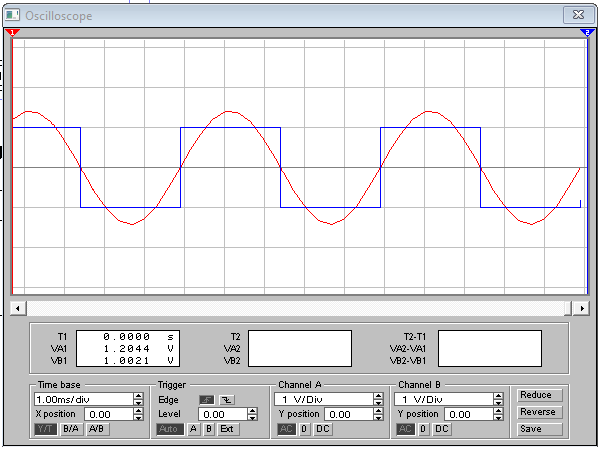 Oscilloscope
1 2
T1 0.0000 s T2 T2-T1
VA1 1.2044 V VA2 VA2-VA1
VB1 1.0021 V VB2 VB2-VB1
Time base Trigger Channel A Channel B Reduce
1.00ms/div Edge 1 V/Div 1 V/Div
X position 0.00 Level 0.00 Y position 0.00 Y position 0.00 Reverse
Y/T B/A A/B Auto A B Ext AC 0 DC AC 0 DC Save